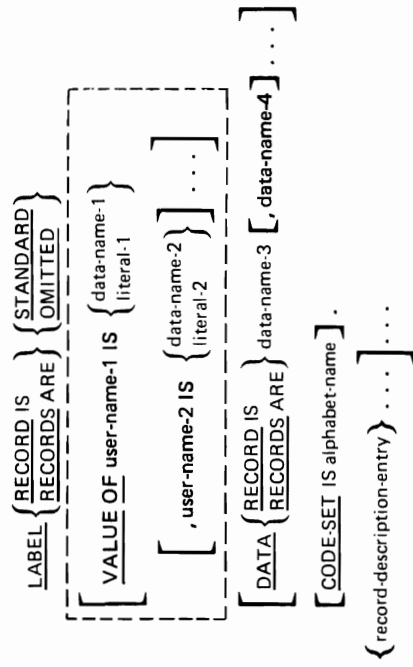 LABEL { RECORD IS / RECORDS ARE } { STANDARD / OMITTED }
[ VALUE OF user-name-1 IS { data-name-1 / literal-1 }
[ , user-name-2 IS { data-name-2 / literal-2 } ] . . . ]
[ DATA { RECORD IS / RECORDS ARE } data-name-3 [ , data-name-4 ] . . . . ]
[ CODE-SET IS alphabet-name ] .
{ record-description-entry } . . . . ] . . .